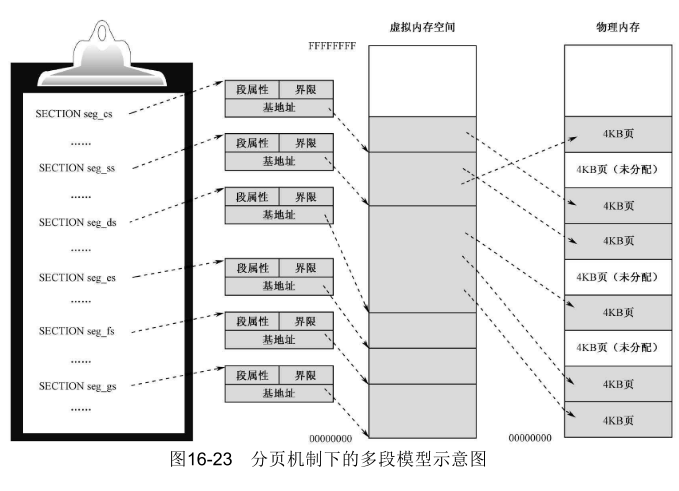 虚拟内存空间
物理内存
FFFFFFFF
SECTION seg_cs
……
SECTION seg_ss
……
SECTION seg_ds
……
SECTION seg_es
……
SECTION seg_fs
……
SECTION seg_gs
……
段属性 界限
基地址
段属性 界限
基地址
段属性 界限
基地址
段属性 界限
基地址
段属性 界限
基地址
段属性 界限
基地址
4KB页
4KB页（未分配）
4KB页
4KB页
4KB页（未分配）
4KB页
4KB页（未分配）
4KB页
4KB页
00000000
00000000
图16-23 分页机制下的多段模型示意图